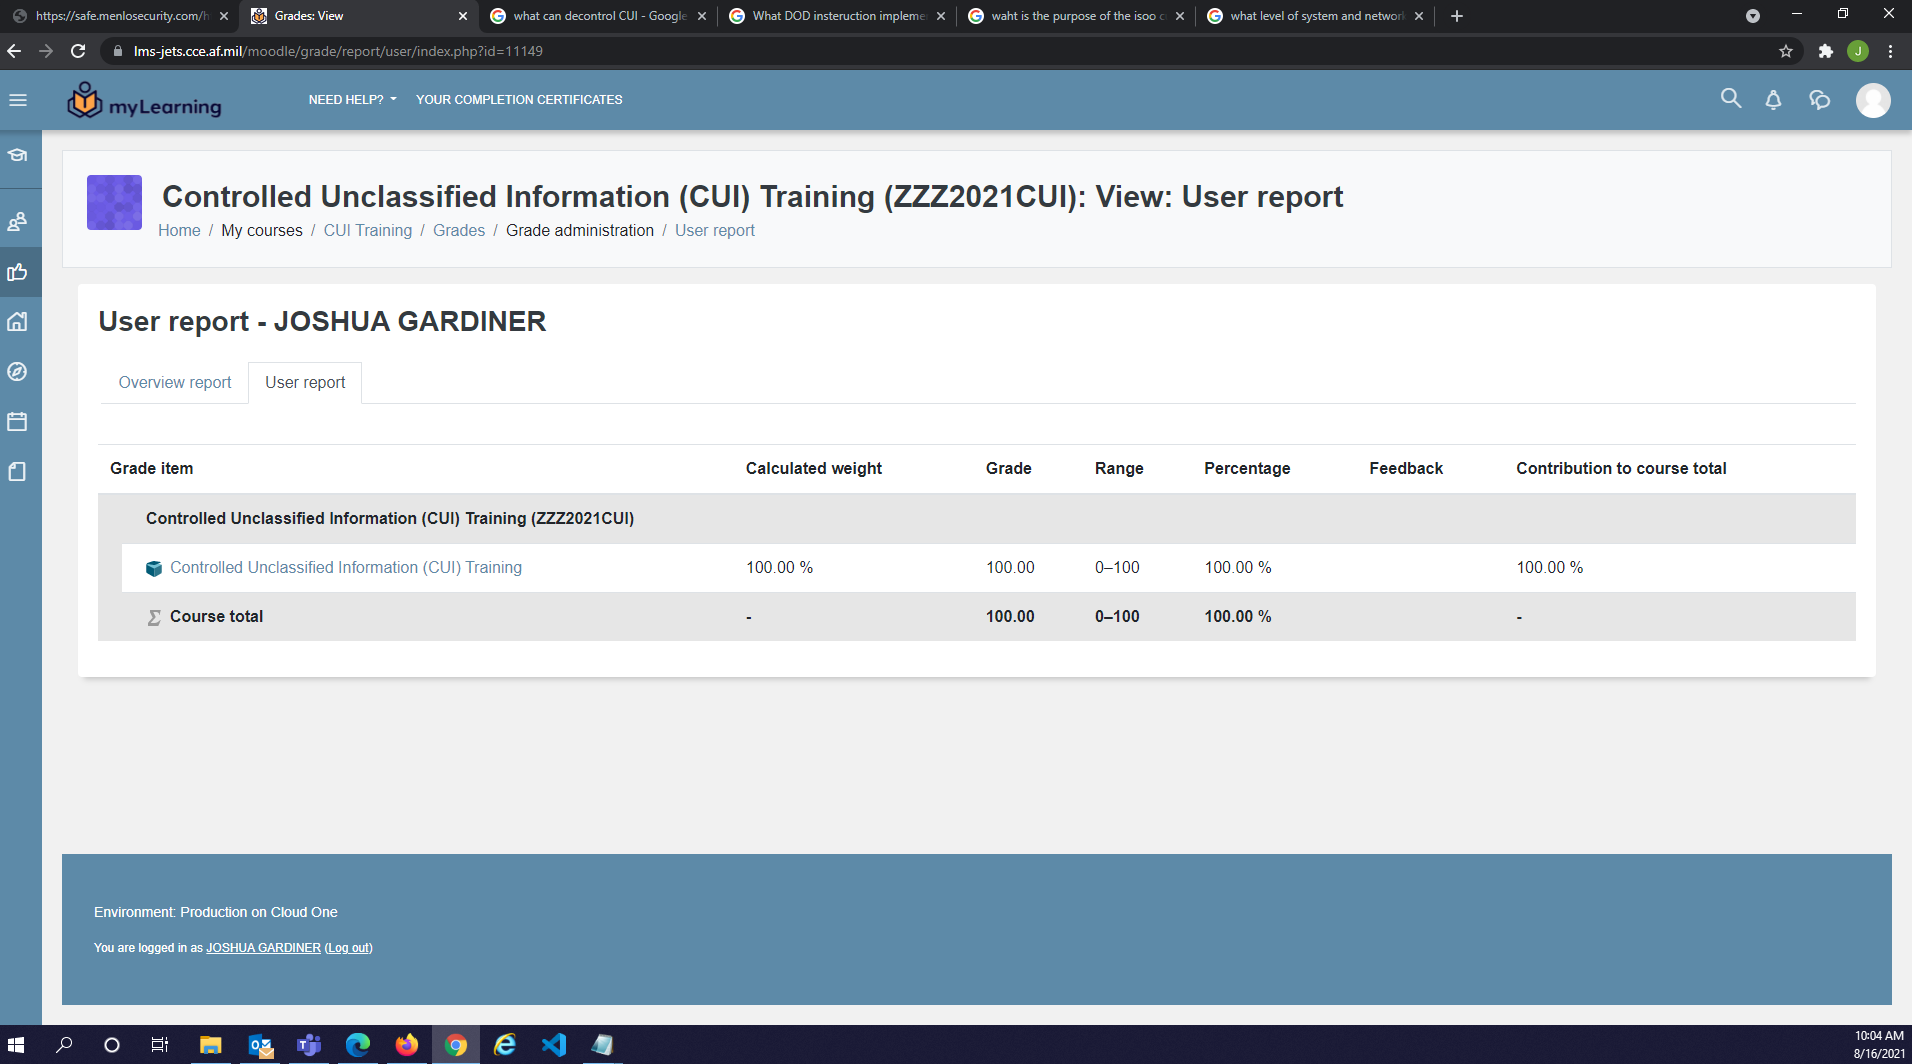 https://safe.menlosecurity.com/h
Grades: View
what can decontrol CUI - Google
What DOD insteruction impleme
waht is the purpose of the isoo c
what level of system and networ
lms-jets.cce.af.mil/moodle/grade/report/user/index.php?id=11149
J
myLearning
NEED HELP?
YOUR COMPLETION CERTIFICATES
Controlled Unclassified Information (CUI) Training (ZZZ2021CUI): View: User report
Home / My courses / CUI Training / Grades / Grade administration / User report
User report - JOSHUA GARDINER
Overview report
User report
Grade item Calculated weight Grade Range Percentage Feedback Contribution to course total
Controlled Unclassified Information (CUI) Training (ZZZ2021CUI)
Controlled Unclassified Information (CUI) Training 100.00 % 100.00 0–100 100.00 % 100.00 %
Course total - 100.00 0–100 100.00 % -
Environment: Production on Cloud One
You are logged in as JOSHUA GARDINER (Log out)
10:04 AM
8/16/2021